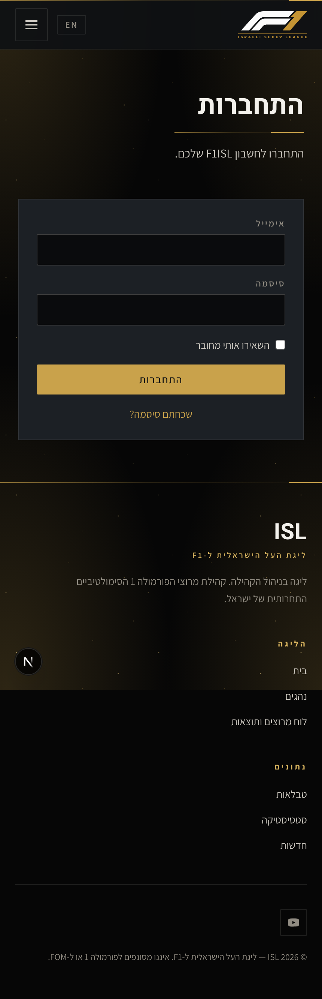 EN
F1
ISRAELI SUPER LEAGUE
התחברות
התחברו לחשבון F1ISL שלכם.
אימייל
סיסמה
השאירו אותי מחובר
התחברות
שכחתם סיסמה?
ISL
ליגת העל הישראלית ל-F1
ליגה בניהול הקהילה. קהילת מרוצי הפורמולה 1 הסימולטיביים
התחרותית של ישראל.
הליגה
בית
N
נהגים
לוח מרוצים ותוצאות
נתונים
טבלאות
סטטיסטיקה
חדשות
© 2026 ISL — ליגת העל הישראלית ל-F1. איננו מסונפים לפורמולה 1 או ל-FOM.